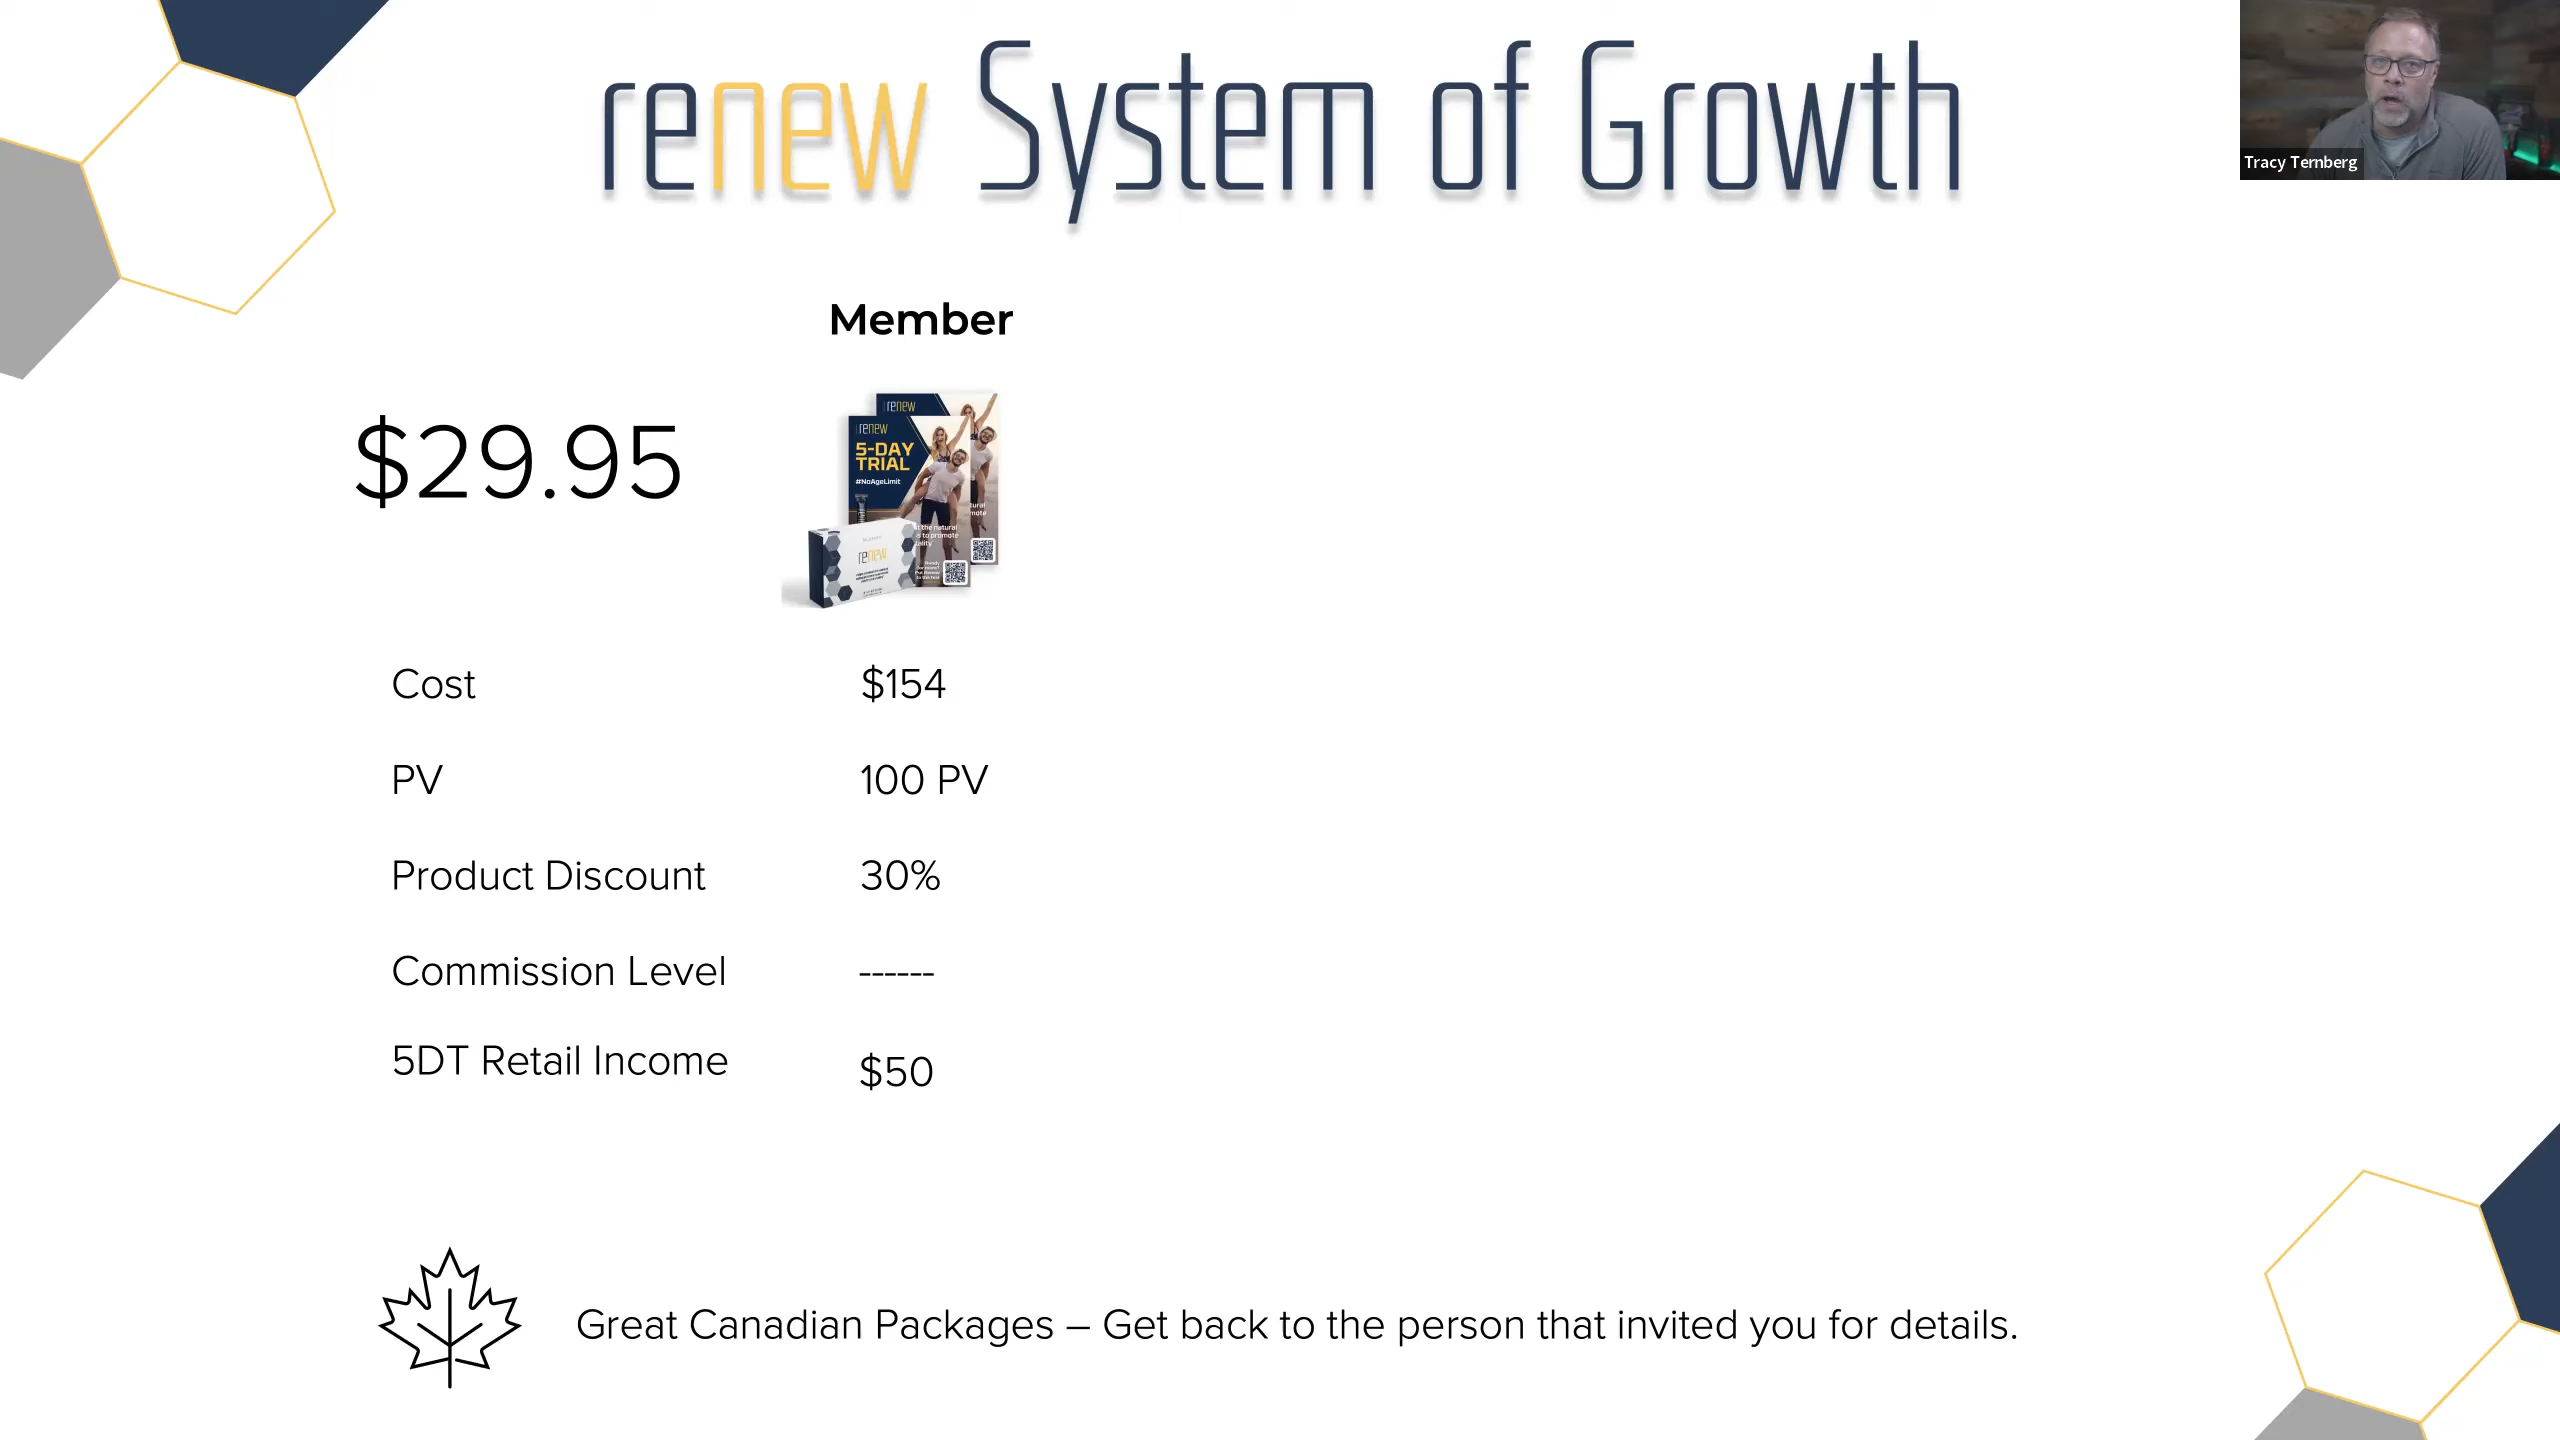 renew System of Growth
Tracy Ternberg
Member
$29.95
renew
renew
5-DAY
TRIAL
#NoAgeLimit
renew
Cost $154
PV 100 PV
Product Discount 30%
Commission Level ------
5DT Retail Income $50
Great Canadian Packages – Get back to the person that invited you for details.